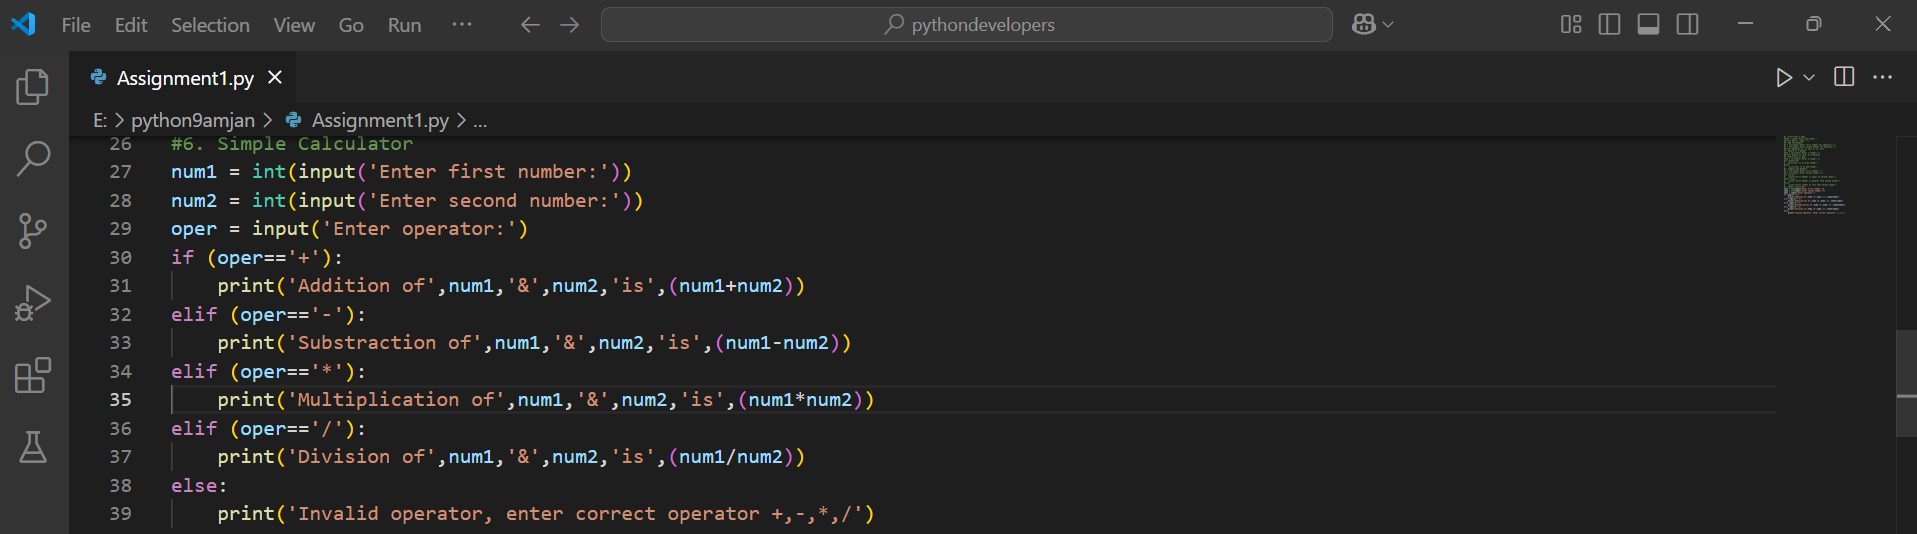 File Edit Selection View Go Run ··· pythondevelopers
Assignment1.py
E: > python9amjan > Assignment1.py > ...
26 #6. Simple Calculator
27 num1 = int(input('Enter first number:'))
28 num2 = int(input('Enter second number:'))
29 oper = input('Enter operator:')
30 if (oper=='+'):
31     print('Addition of',num1,'&',num2,'is',(num1+num2))
32 elif (oper=='-'):
33     print('Substraction of',num1,'&',num2,'is',(num1-num2))
34 elif (oper=='*'):
35     print('Multiplication of',num1,'&',num2,'is',(num1*num2))
36 elif (oper=='/'):
37     print('Division of',num1,'&',num2,'is',(num1/num2))
38 else:
39     print('Invalid operator, enter correct operator +,-,*,/')